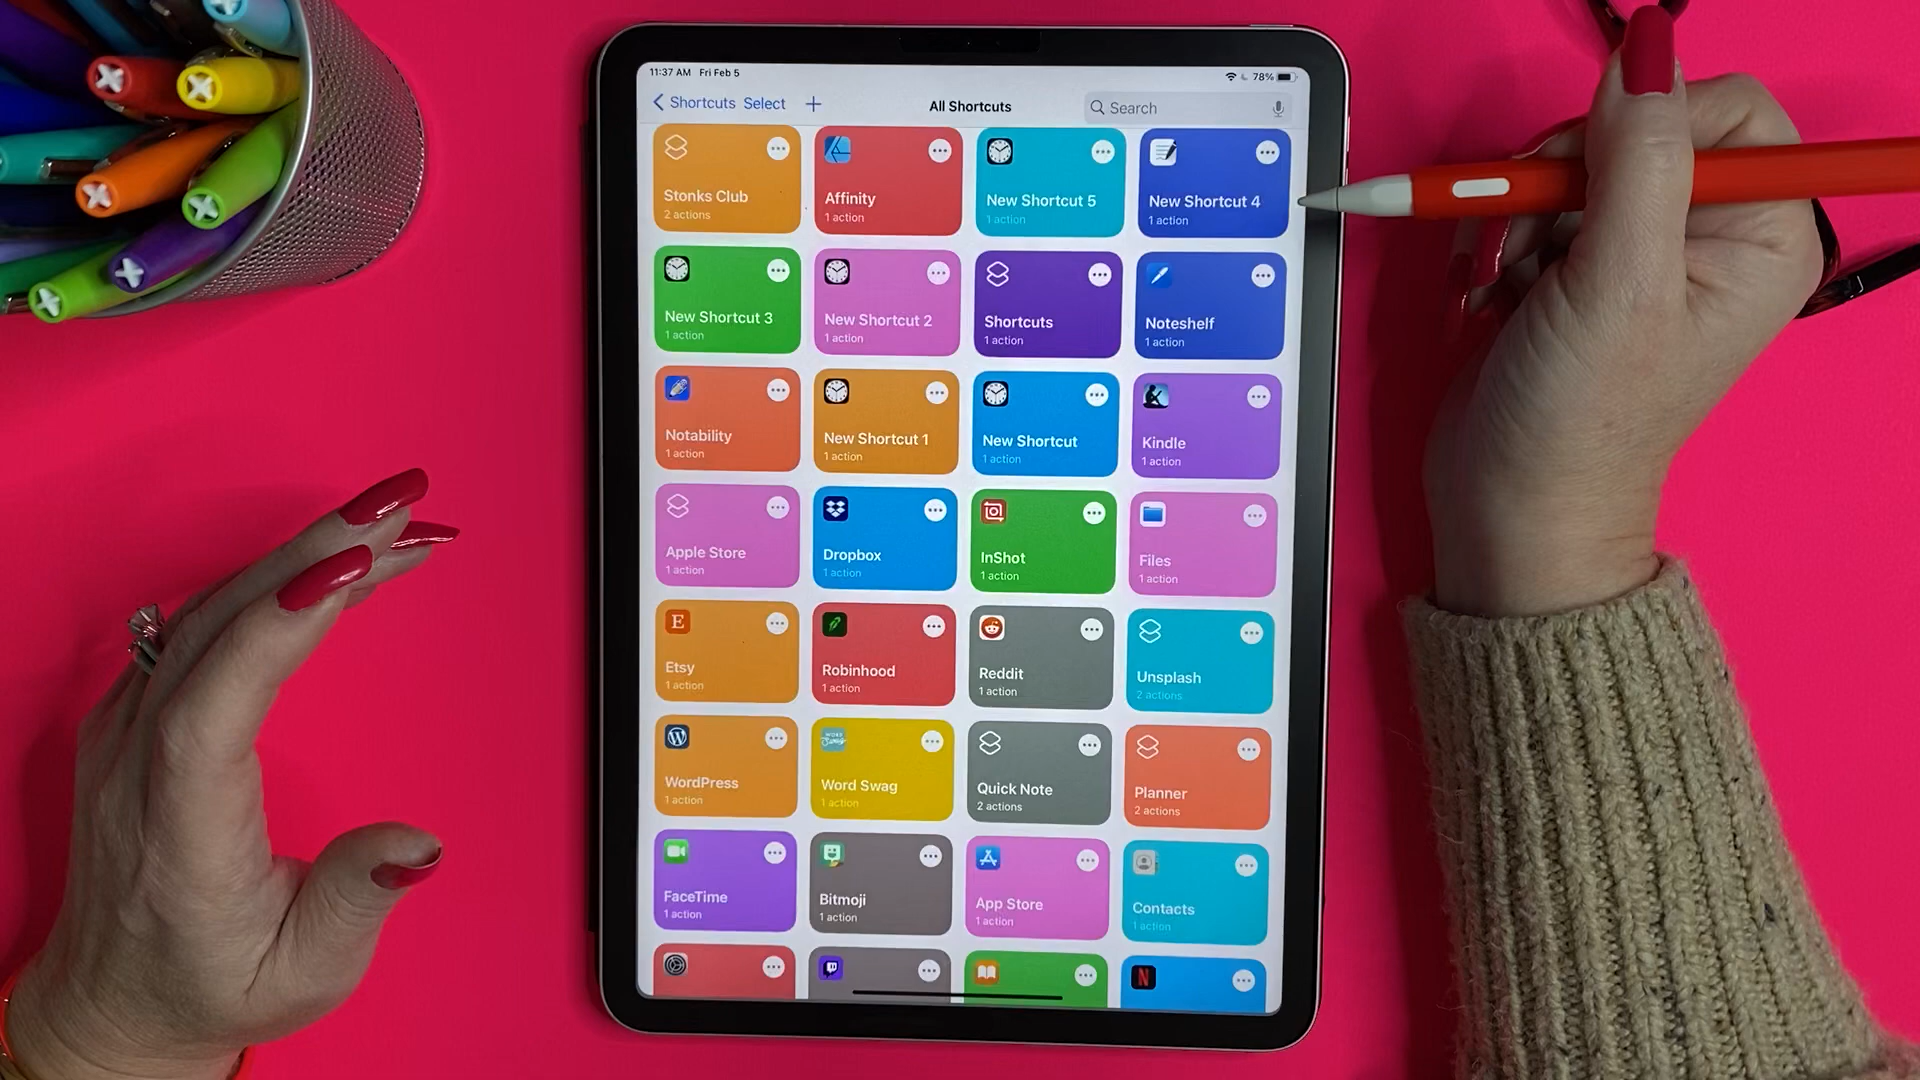 11:37 AM Fri Feb 5
78%
Shortcuts Select +
All Shortcuts
Search
Stonks Club
2 actions
Affinity
1 action
New Shortcut 5
1 action
New Shortcut 4
1 action
New Shortcut 3
1 action
New Shortcut 2
1 action
Shortcuts
1 action
Noteshelf
1 action
Notability
1 action
New Shortcut 1
1 action
New Shortcut
1 action
Kindle
1 action
Apple Store
1 action
Dropbox
1 action
InShot
1 action
Files
1 action
E
Etsy
1 action
Robinhood
1 action
Reddit
1 action
Unsplash
2 actions
W
WordPress
1 action
WORD
Swag
Word Swag
1 action
Quick Note
2 actions
Planner
2 actions
FaceTime
1 action
Bitmoji
1 action
App Store
1 action
Contacts
1 action
N